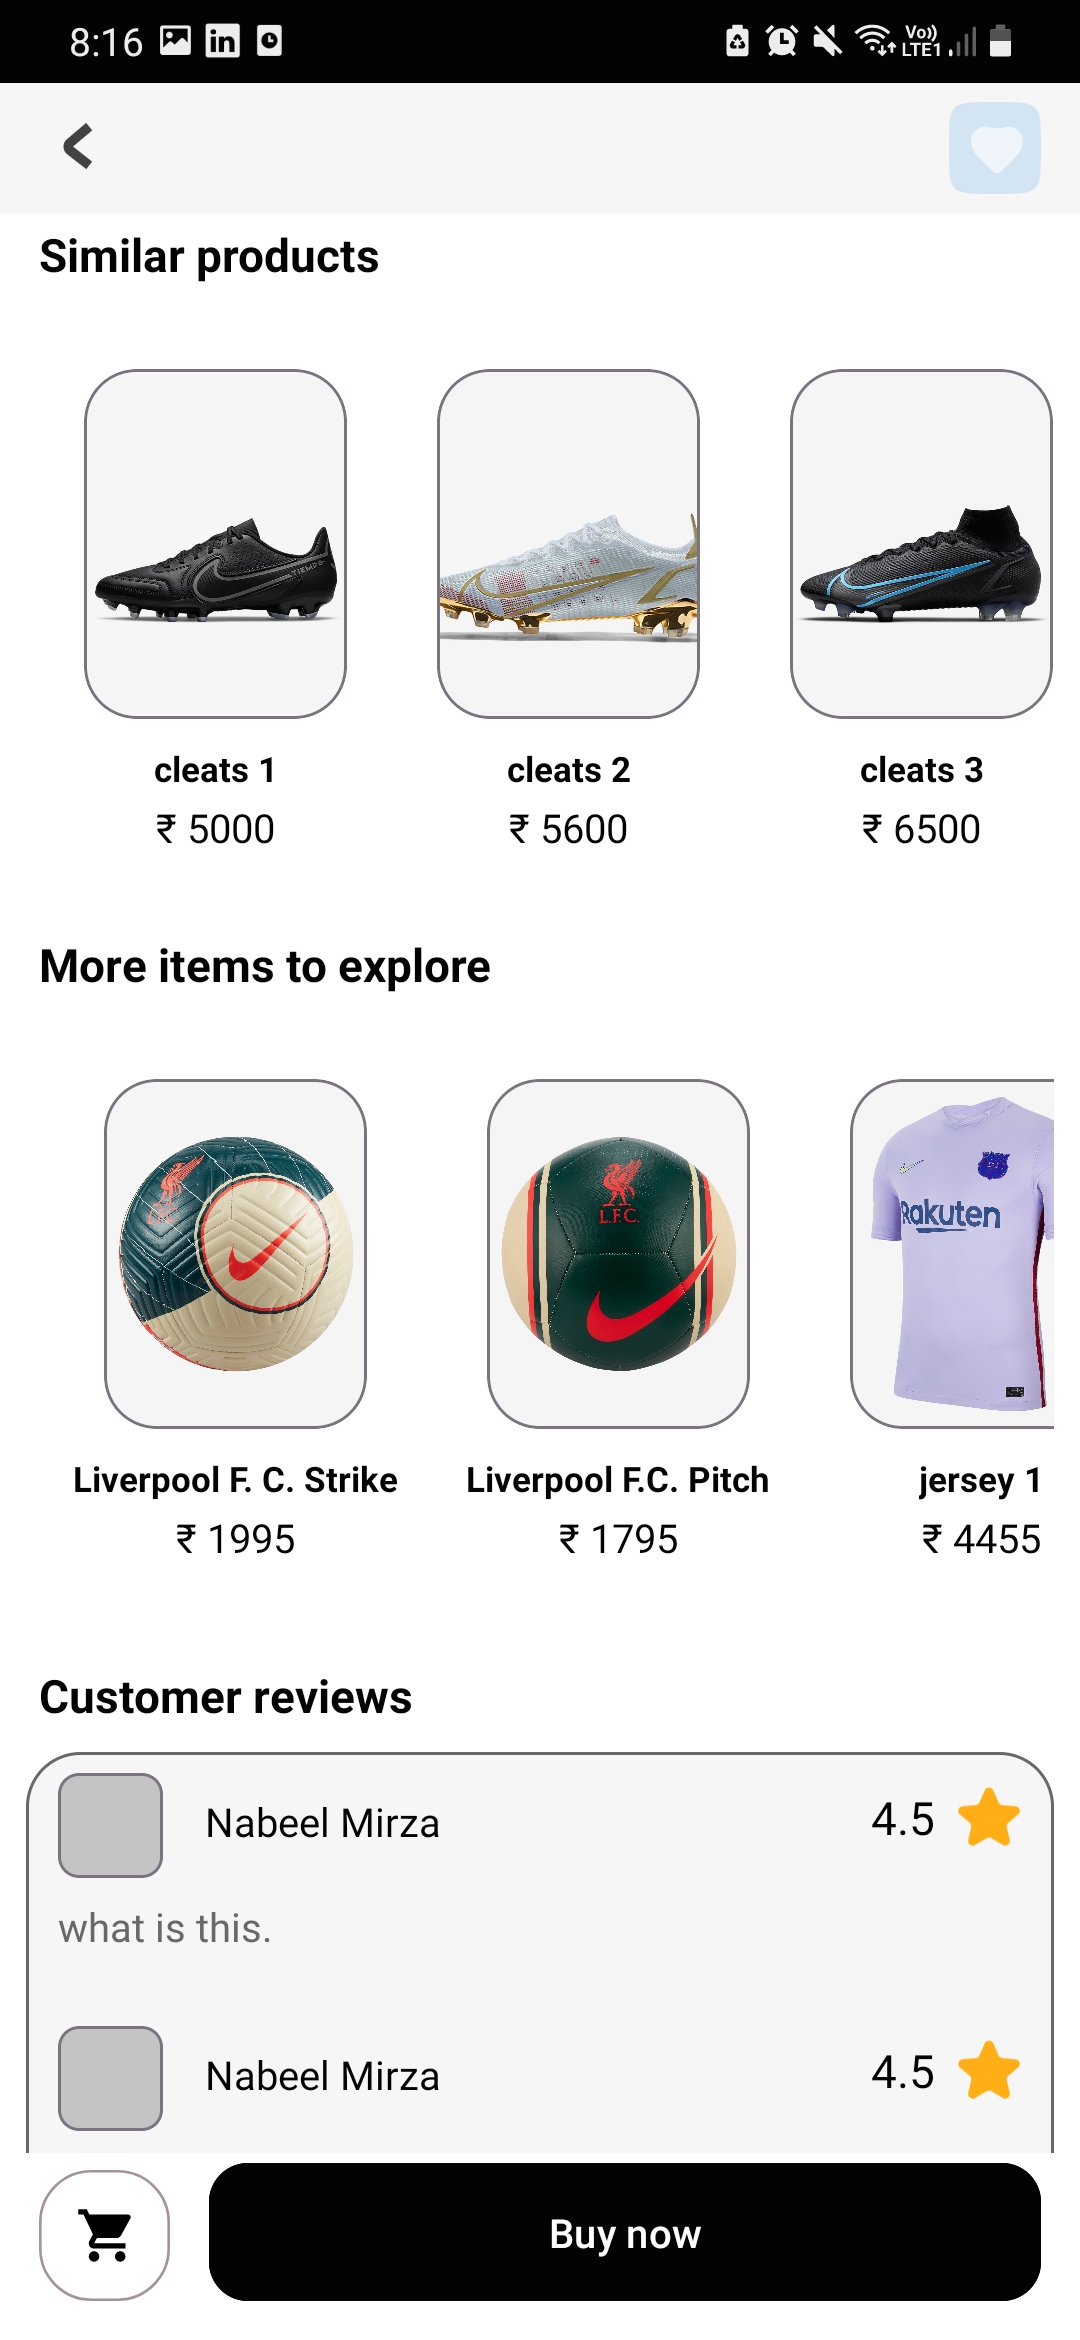 8:16
Vo))
LTE1
Similar products
TIEMPO
cleats 1
cleats 2
cleats 3
₹ 5000
₹ 5600
₹ 6500
More items to explore
L.F.C.
L.F.C.
Rakuten
Liverpool F. C. Strike
Liverpool F.C. Pitch
jersey 1
₹ 1995
₹ 1795
₹ 4455
Customer reviews
Nabeel Mirza
4.5
what is this.
Nabeel Mirza
4.5
Buy now